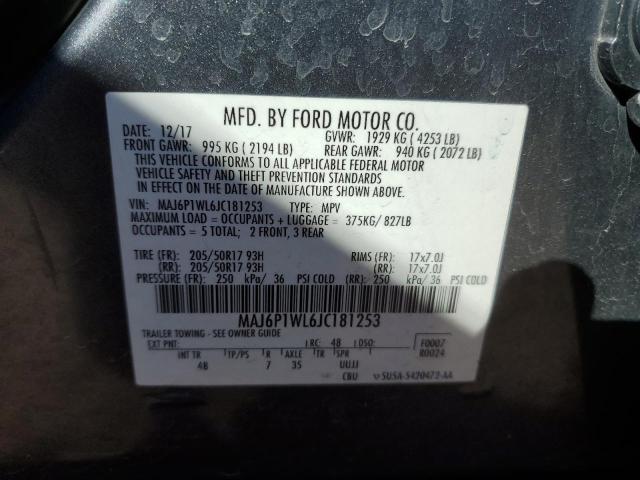 MFD. BY FORD MOTOR CO.
DATE: 12/17 GVWR: 1929 KG ( 4253 LB)
FRONT GAWR: 995 KG ( 2194 LB) REAR GAWR: 940 KG ( 2072 LB)
THIS VEHICLE CONFORMS TO ALL APPLICABLE FEDERAL MOTOR
VEHICLE SAFETY AND THEFT PREVENTION STANDARDS
IN EFFECT ON THE DATE OF MANUFACTURE SHOWN ABOVE.
VIN: MAJ6P1WL6JC181253 TYPE: MPV
MAXIMUM LOAD = OCCUPANTS + LUGGAGE = 375KG/ 827LB
OCCUPANTS = 5 TOTAL; 2 FRONT, 3 REAR
TIRE (FR): 205/50R17 93H RIMS (FR): 17x7.0J
(RR): 205/50R17 93H (RR): 17x7.0J
PRESSURE (FR): 250 kPa/ 36 PSI COLD (RR): 250 kPa/ 36 PSI COLD
MAJ6P1WL6JC181253
TRAILER TOWING - SEE OWNER GUIDE
EXT PNT: RC: 48 DSO: F0007
R0024
INT TR TP/PS R AXLE TR SPR
4B 7 35 UUJJ
CBU 5U5A-5420472-AA